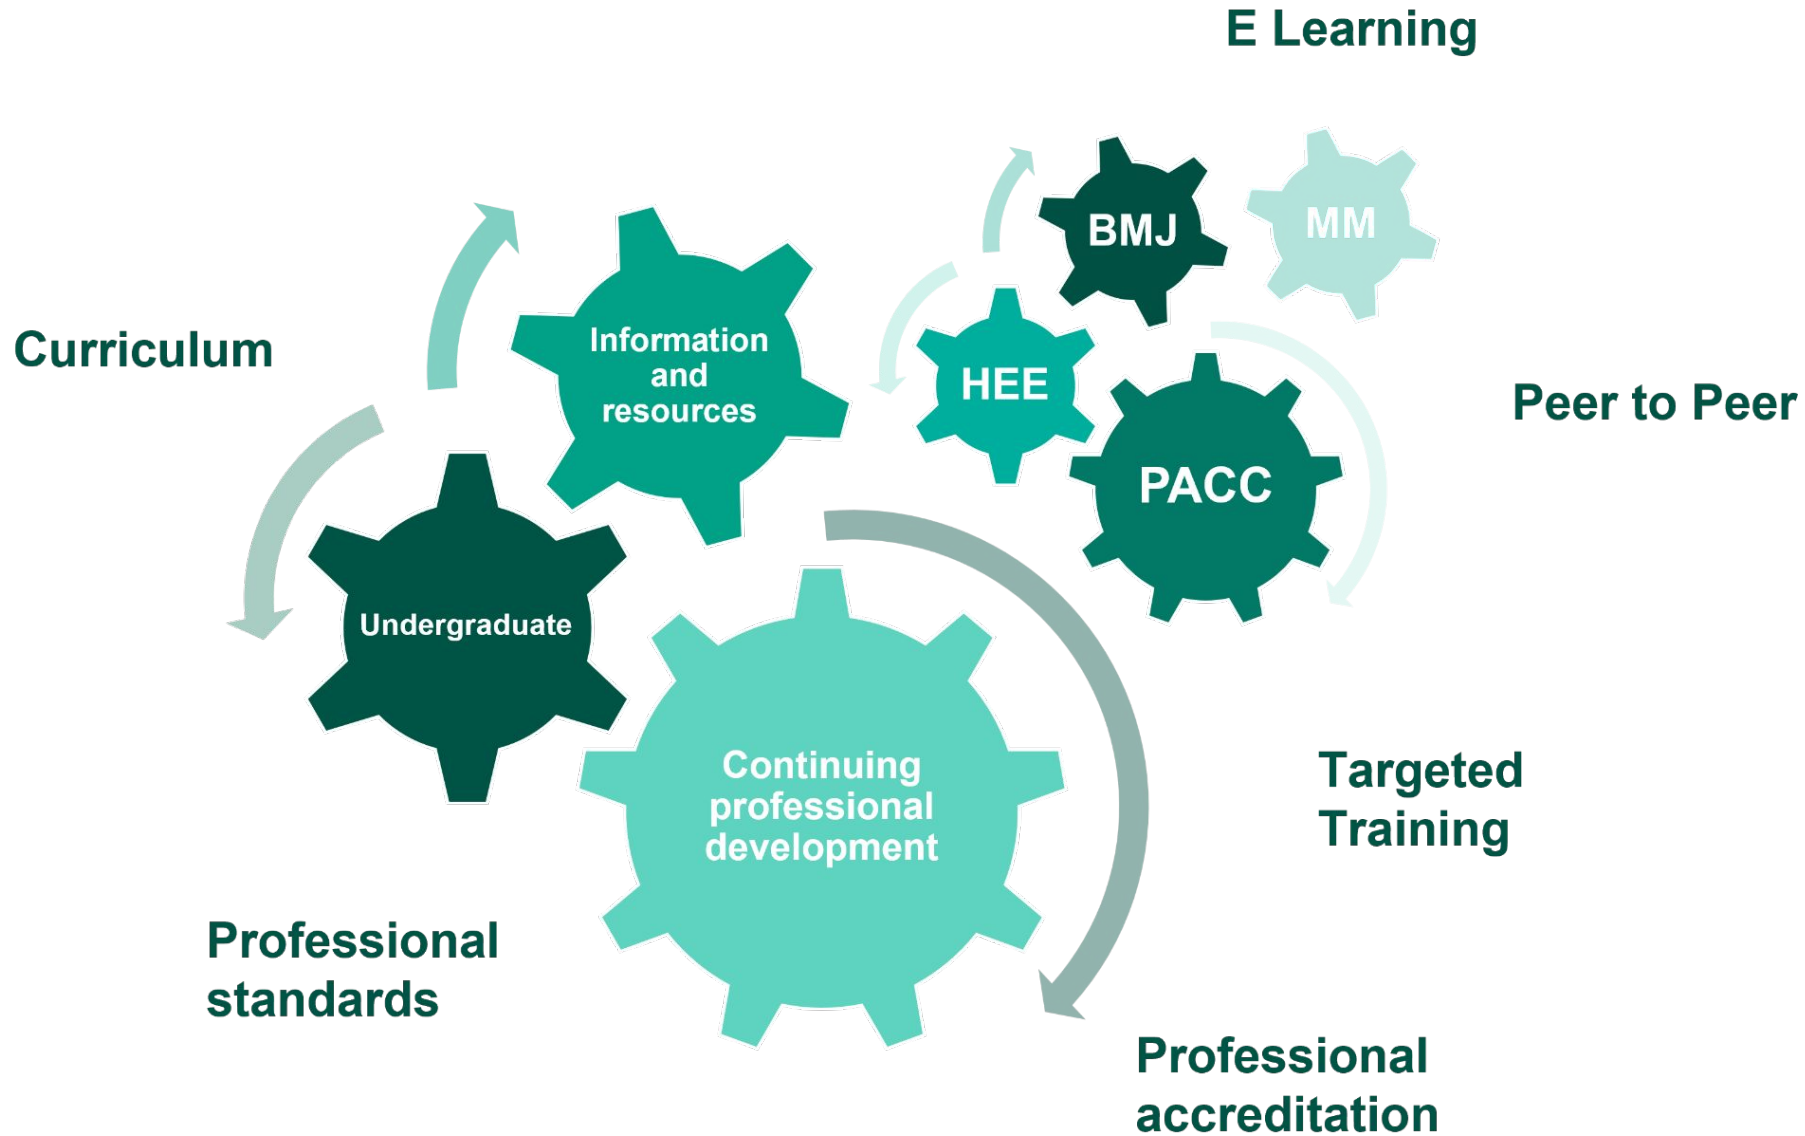 E Learning
BMJ
MM
Curriculum
Information
and
resources
HEE
Peer to Peer
PACC
Undergraduate
Continuing
professional
development
Targeted
Training
Professional
standards
Professional
accreditation